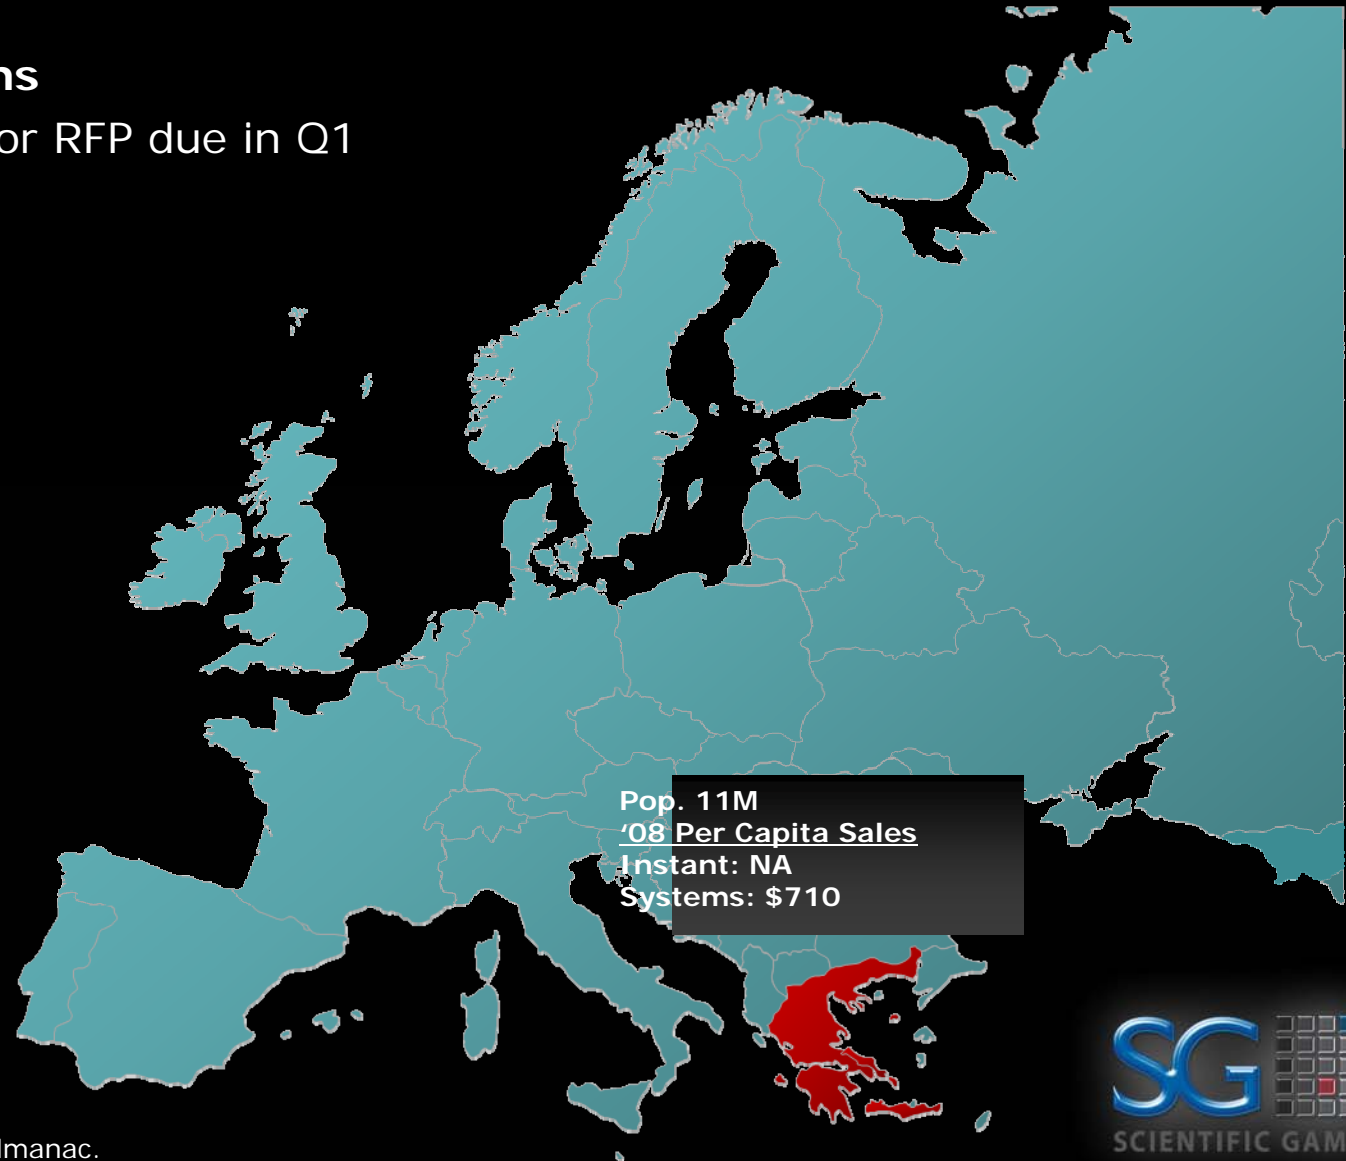 ns
or RFP due in Q1
Pop. 11M
‘08 Per Capita Sales
Instant: NA
Systems: $710
SG
SCIENTIFIC GAM
lmanac.